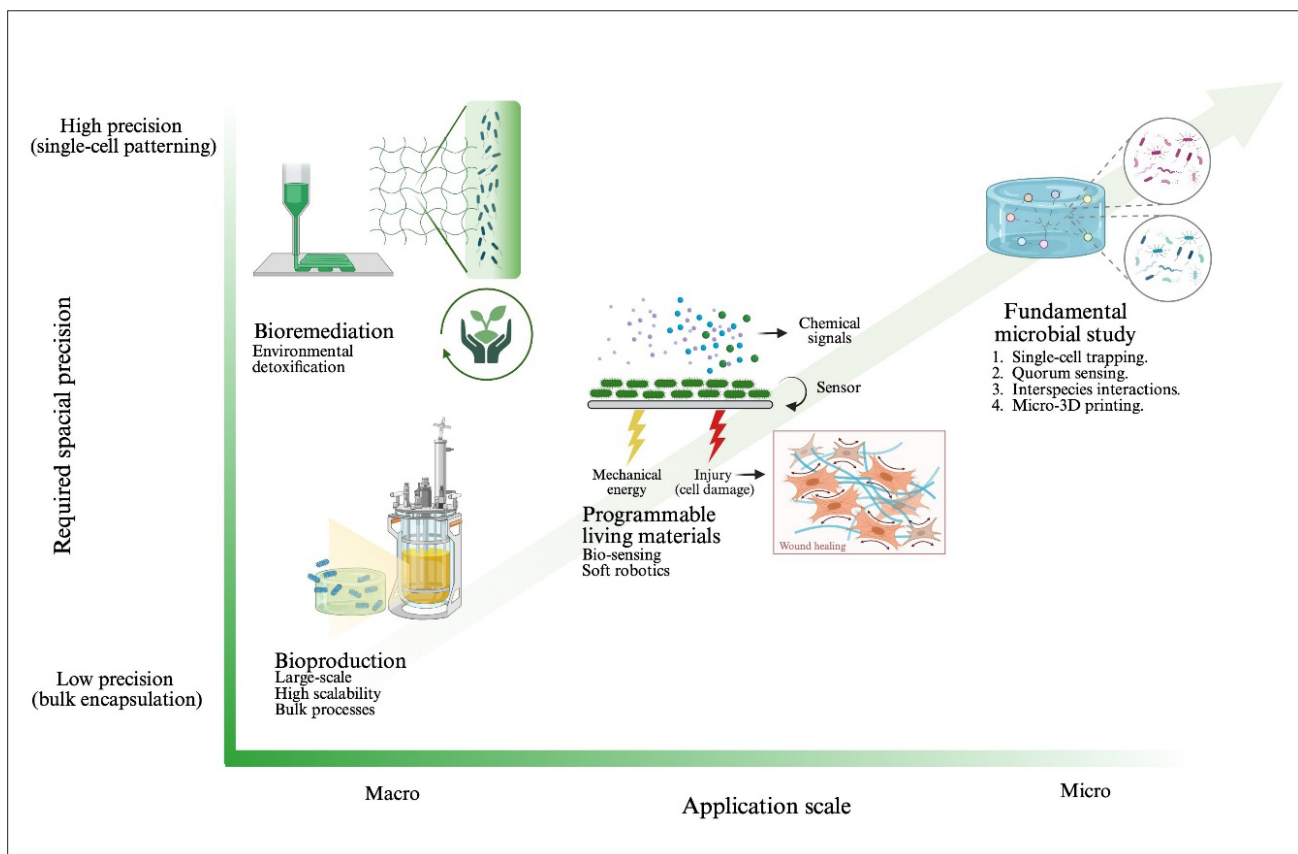 High precision
(single-cell patterning)
Required spacial precision
Low precision
(bulk encapsulation)
Bioremediation
Environmental
detoxification
Bioproduction
Large-scale
High scalability
Bulk processes
Chemical
signals
Sensor
Mechanical
energy
Injury
(cell damage)
Programmable
living materials
Bio-sensing
Soft robotics
Wound healing
Fundamental
microbial study
1. Single-cell trapping.
2. Quorum sensing.
3. Interspecies interactions.
4. Micro-3D printing.
Macro
Application scale
Micro